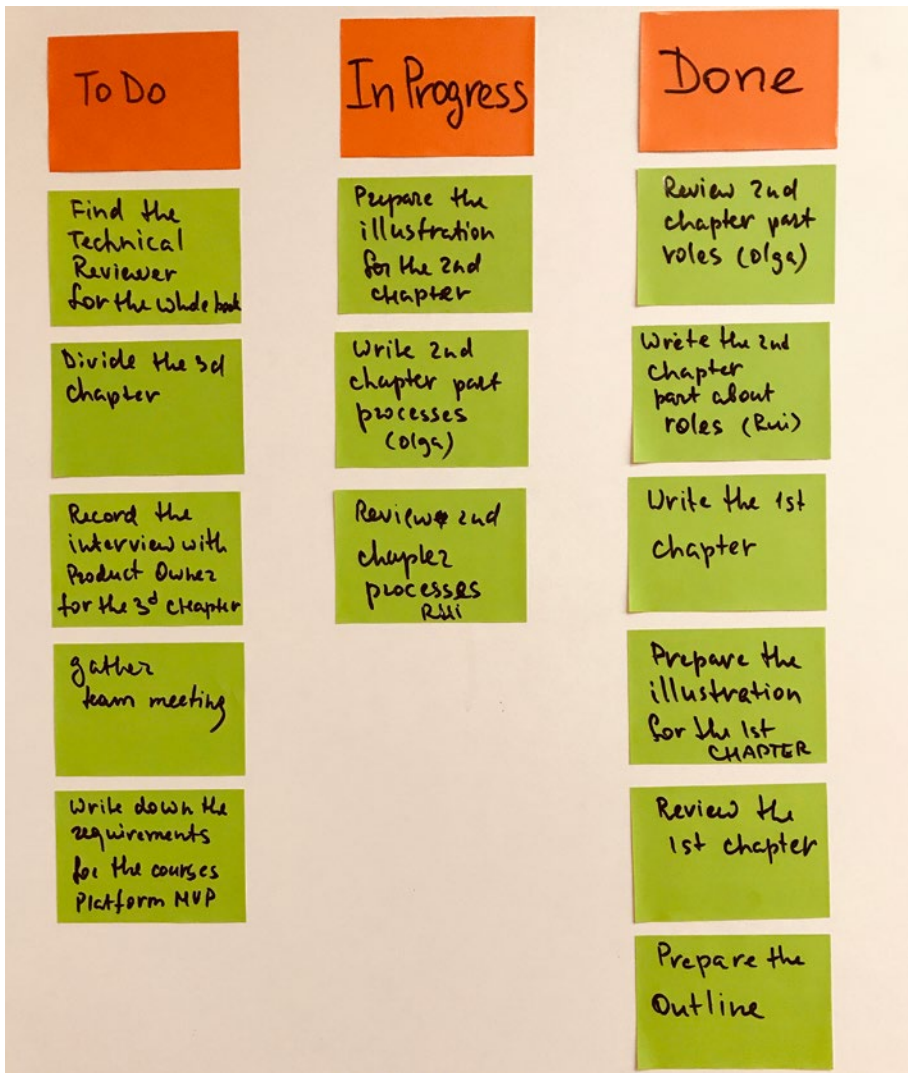 To Do
Find the
Technical
Reviewer
for the whole book
Divide the 3d
chapter
Record the
interview with
Product Owner
for the 3d Chapter
gather
team meeting
Write down the
requirements
for the courses
Platform MVP
In Progress
Prepare the
illustration
for the 2nd
chapter
Write 2nd
chapter part
processes
(Olga)
Review 2nd
chapter
processes
Rui
Done
Review 2nd
chapter part
roles (Olga)
Write the 2nd
chapter
part about
roles (Rui)
Write the 1st
chapter
Prepare the
illustration
for the 1st
CHAPTER
Review the
1st chapter
Prepare the
Outline